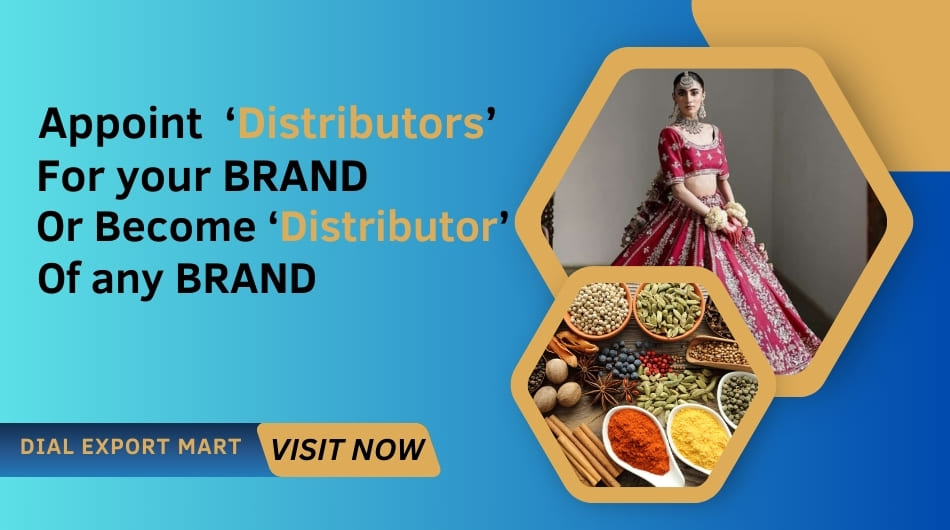 Appoint ‘Distributors’
For your BRAND
Or Become ‘Distributor’
Of any BRAND
DIAL EXPORT MART
VISIT NOW